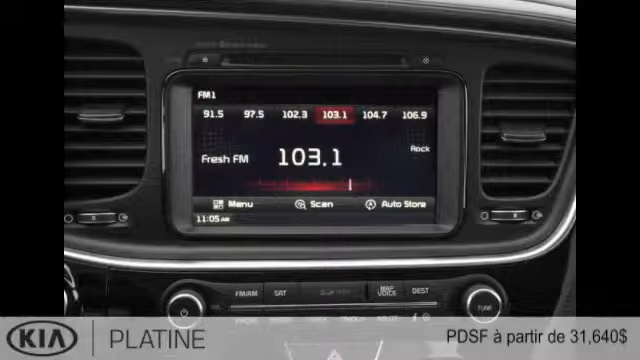 FM1
91.5 97.5 102.3 103.1 104.7 106.9
Rock
Fresh FM 103.1
Menu Scan Auto Store
11:05 AM
FM/AM SAT MAP VOICE DEST
TUNE
KIA PLATINE PDSF à partir de 31,640$